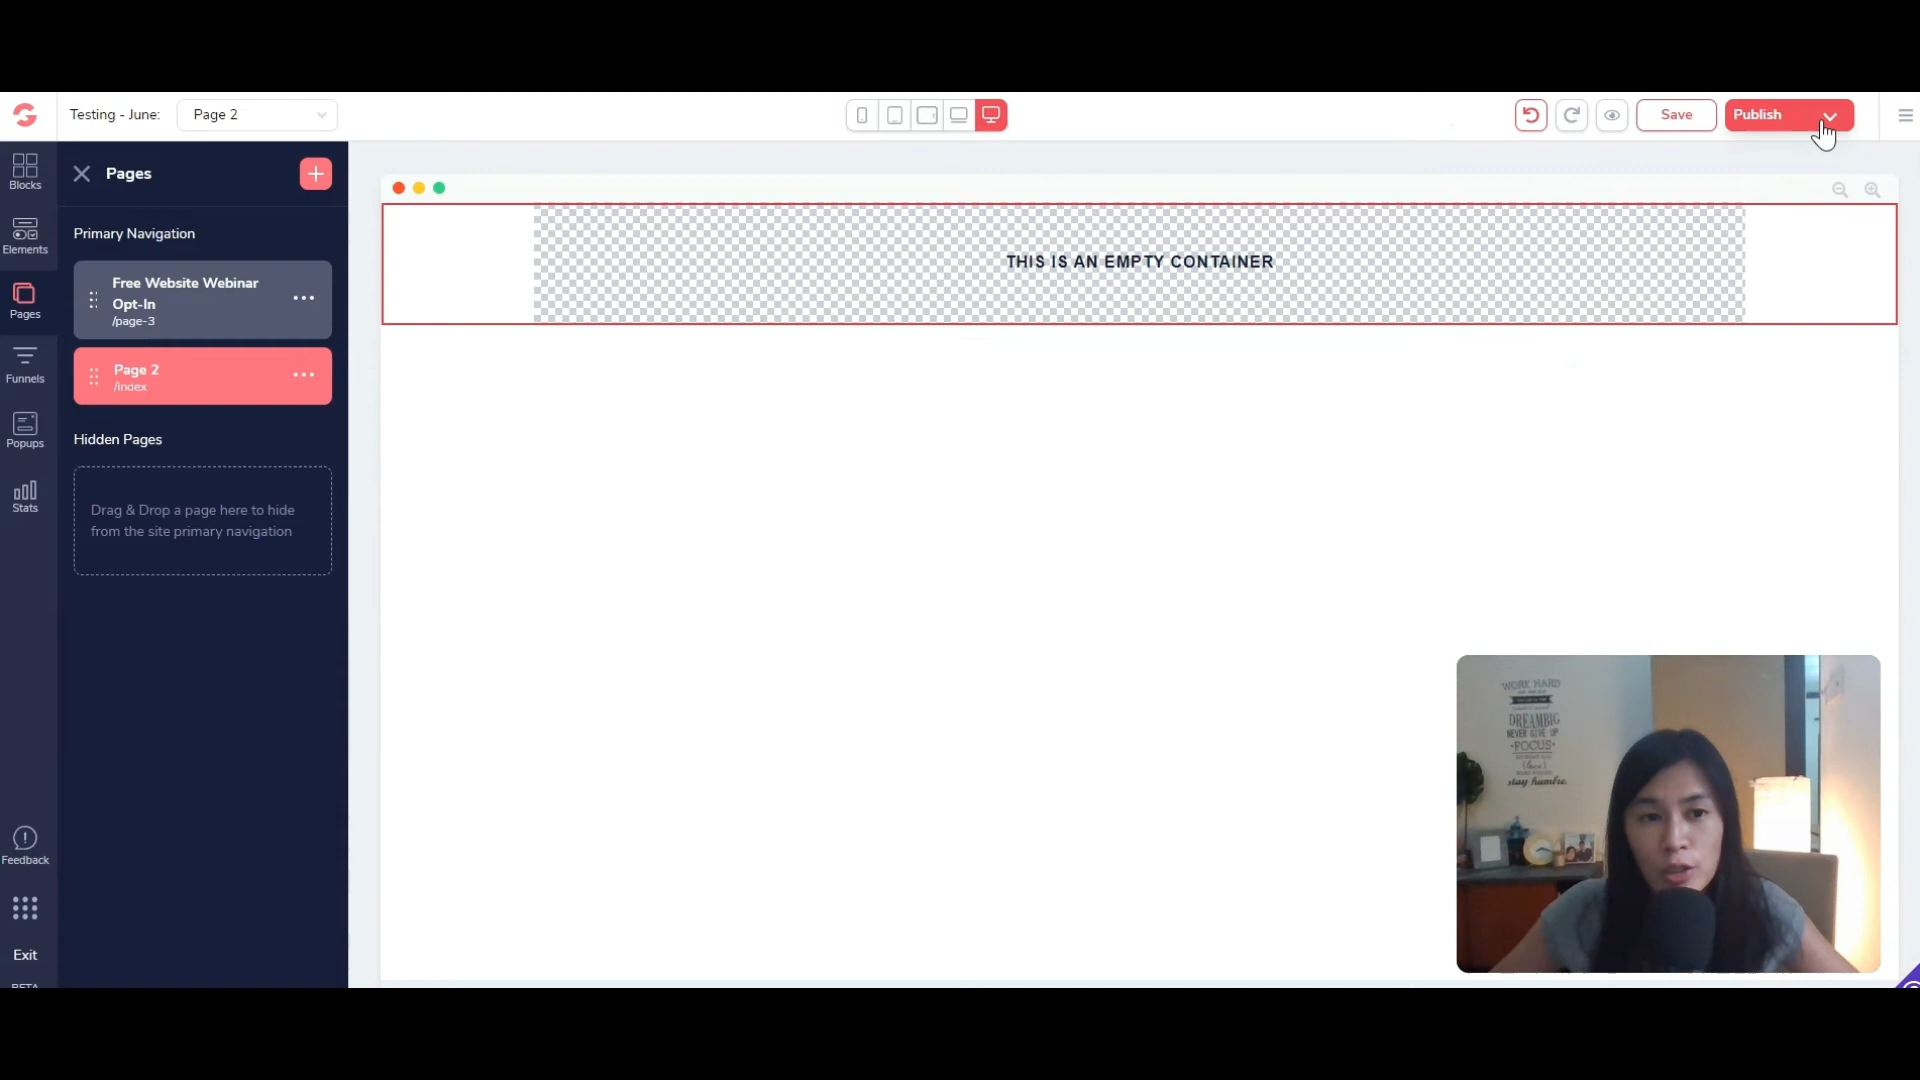 Testing - June:
Page 2
Save
Publish
Blocks
Elements
Pages
Funnels
Popups
Stats
Feedback
Exit
BETA
Pages
Primary Navigation
Free Website Webinar
Opt-In
/page-3
Page 2
/index
Hidden Pages
Drag & Drop a page here to hide
from the site primary navigation
THIS IS AN EMPTY CONTAINER
WORK HARD
DREAMBIG
NEVER GIVE UP
•FOCUS•
stay humble.